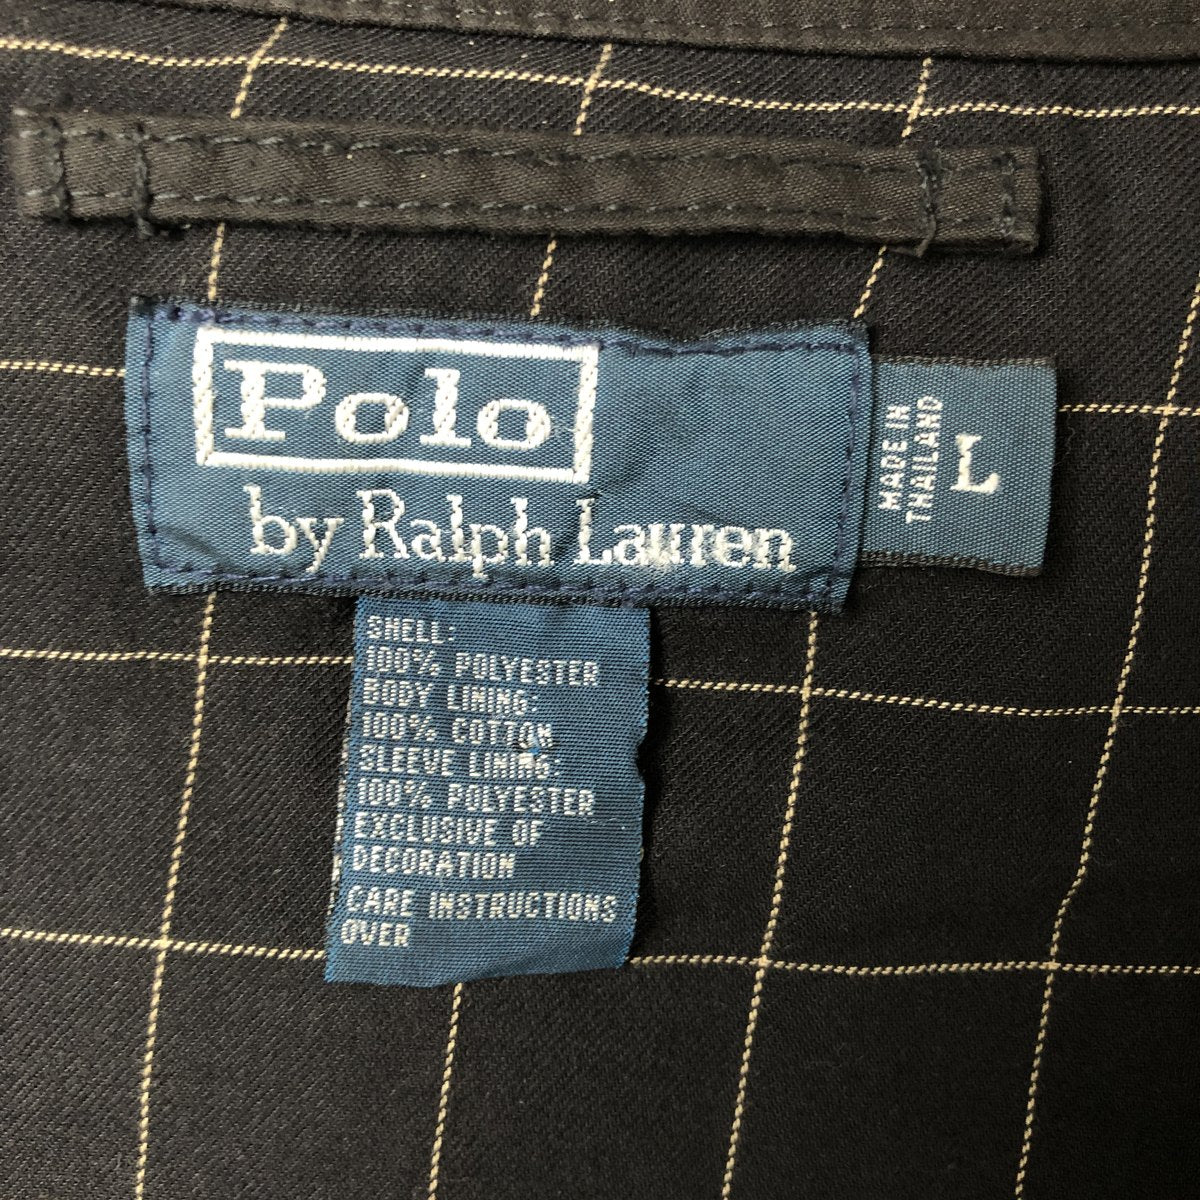 Polo
by Ralph Lauren
MADE IN
THAILAND
L
SHELL:
100% POLYESTER
BODY LINING:
100% COTTON
SLEEVE LINING:
100% POLYESTER
EXCLUSIVE OF
DECORATION
CARE INSTRUCTIONS
OVER